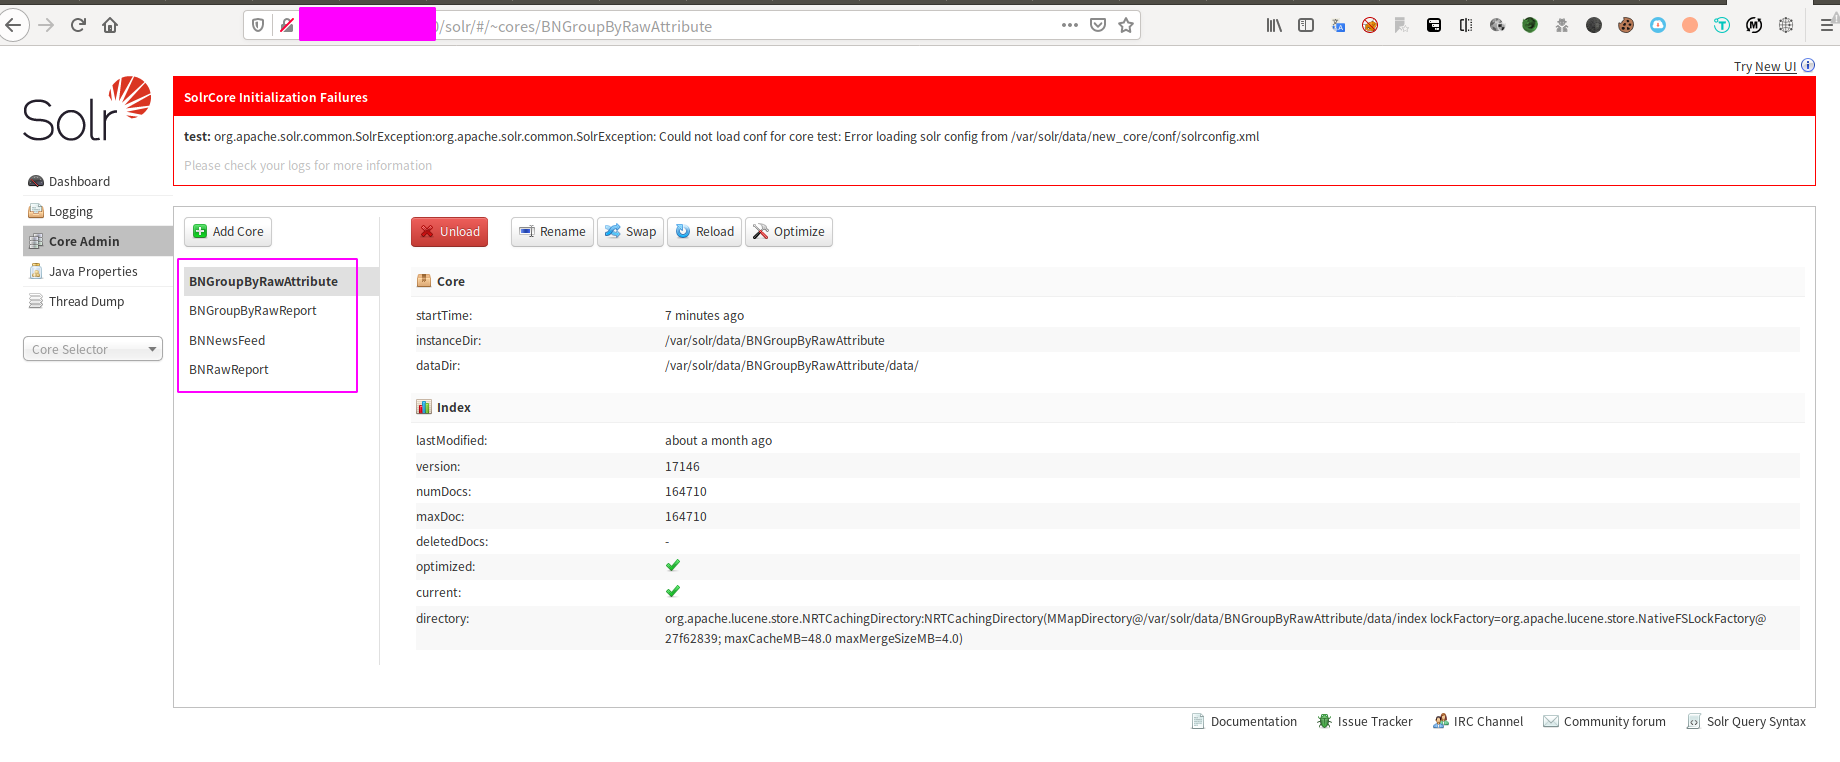 /solr/#/~cores/BNGroupByRawAttribute
Try New UI
Solr
SolrCore Initialization Failures
test: org.apache.solr.common.SolrException:org.apache.solr.common.SolrException: Could not load conf for core test: Error loading solr config from /var/solr/data/new_core/conf/solrconfig.xml
Please check your logs for more information
Dashboard
Logging
Core Admin
Java Properties
Thread Dump
Core Selector
Add Core
BNGroupByRawAttribute
BNGroupByRawReport
BNNewsFeed
BNRawReport
Unload Rename Swap Reload Optimize
Core
startTime: 7 minutes ago
instanceDir: /var/solr/data/BNGroupByRawAttribute
dataDir: /var/solr/data/BNGroupByRawAttribute/data/
Index
lastModified: about a month ago
version: 17146
numDocs: 164710
maxDoc: 164710
deletedDocs: -
optimized:
current:
directory: org.apache.lucene.store.NRTCachingDirectory:NRTCachingDirectory(MMapDirectory@/var/solr/data/BNGroupByRawAttribute/data/index lockFactory=org.apache.lucene.store.NativeFSLockFactory@
27f62839; maxCacheMB=48.0 maxMergeSizeMB=4.0)
Documentation Issue Tracker IRC Channel Community forum Solr Query Syntax